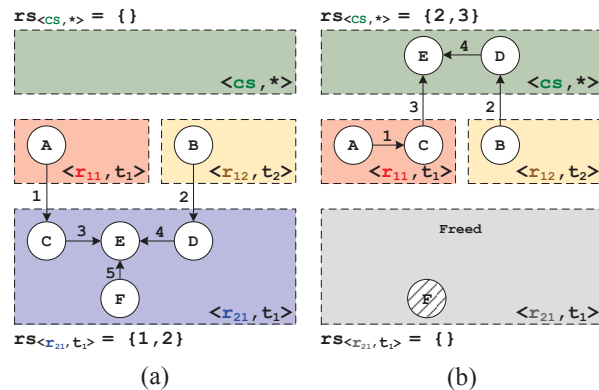 rs<CS,*> = {}
<CS,*>
A
B
<r11,t1>
<r12,t2>
1
2
C
3
E
4
D
5
F
<r21,t1>
rs<r21,t1> = {1,2}
(a)
rs<CS,*> = {2,3}
E
4
D
<CS,*>
3
2
A
1
C
B
<r11,t1>
<r12,t2>
Freed
F
<r21,t1>
rs<r21,t1> = {}
(b)